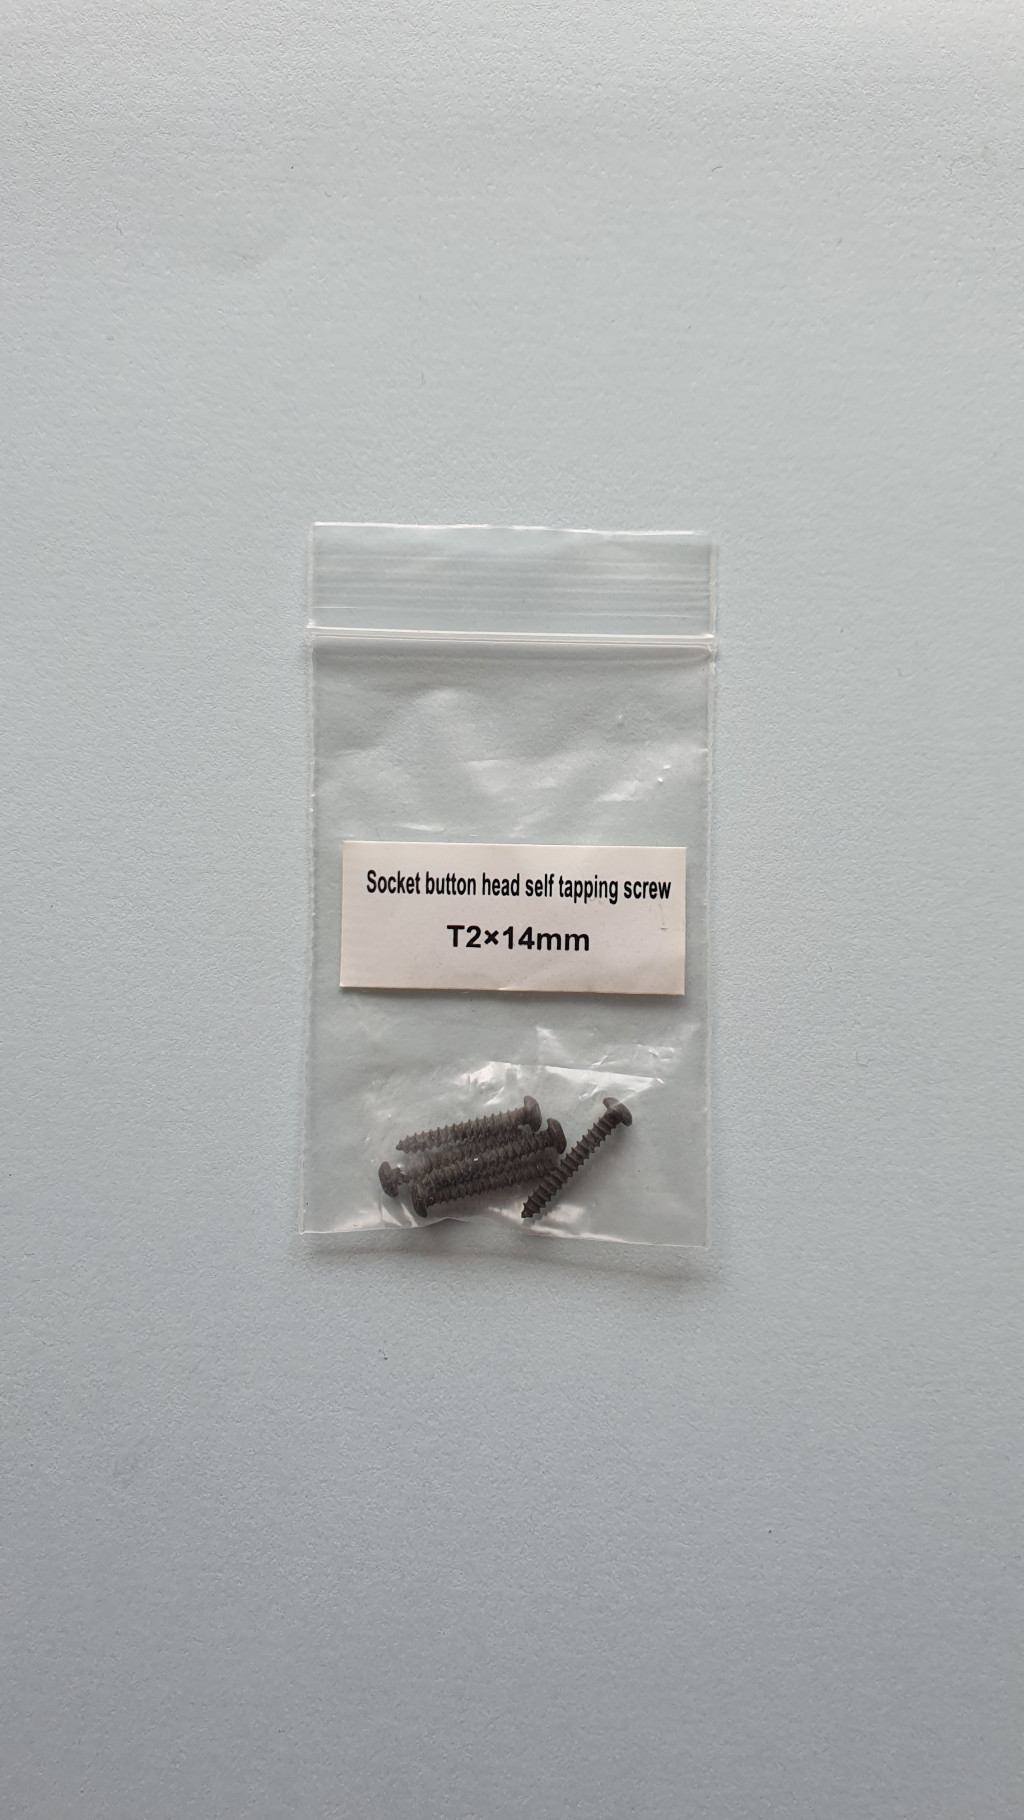 Socket button head self tapping screw
T2×14mm